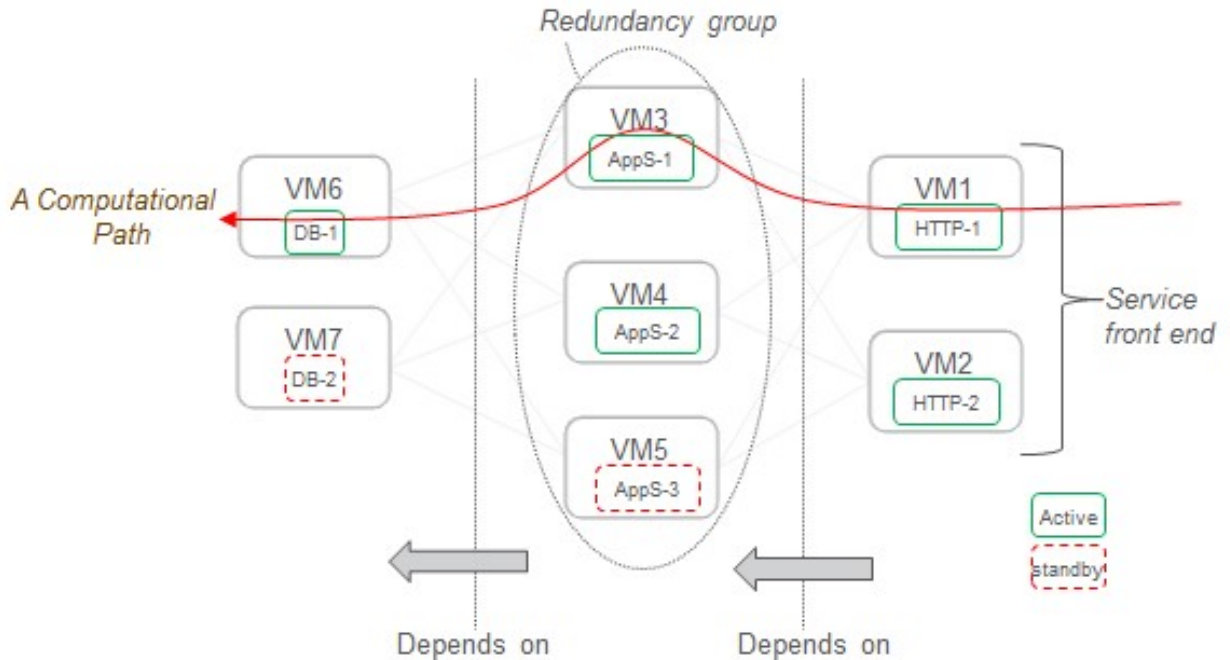 Redundancy group
VM3
AppS-1
VM6
DB-1
VM1
HTTP-1
A Computational
Path
VM4
AppS-2
Service
front end
VM7
DB-2
VM2
HTTP-2
VM5
AppS-3
Active
standby
Depends on
Depends on